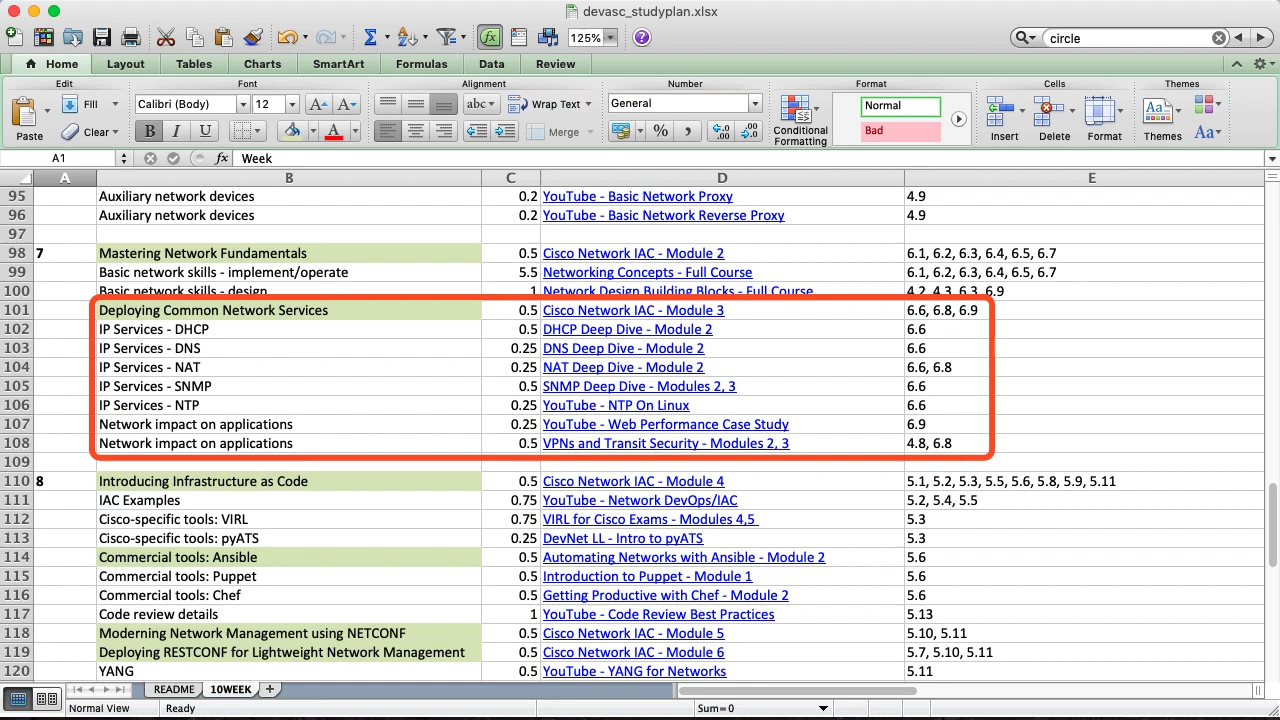 devasc_studyplan.xlsx
125% circle
Home Layout Tables Charts SmartArt Formulas Data Review
Edit Font Alignment Number Format Cells Themes
Paste Fill Calibri (Body) 12 A A abc Wrap Text General Normal
Clear B I U A Merge % Conditional Formatting Bad Insert Delete Format Themes Aa
A1 fx Week
A B C D E
95 Auxiliary network devices 0.2 YouTube - Basic Network Proxy 4.9
96 Auxiliary network devices 0.2 YouTube - Basic Network Reverse Proxy 4.9
97
98 7 Mastering Network Fundamentals 0.5 Cisco Network IAC - Module 2 6.1, 6.2, 6.3, 6.4, 6.5, 6.7
99 Basic network skills - implement/operate 5.5 Networking Concepts - Full Course 6.1, 6.2, 6.3, 6.4, 6.5, 6.7
100 Basic network skills - design 1 Network Design Building Blocks - Full Course 4.2, 4.3, 6.3, 6.9
101 Deploying Common Network Services 0.5 Cisco Network IAC - Module 3 6.6, 6.8, 6.9
102 IP Services - DHCP 0.5 DHCP Deep Dive - Module 2 6.6
103 IP Services - DNS 0.25 DNS Deep Dive - Module 2 6.6
104 IP Services - NAT 0.25 NAT Deep Dive - Module 2 6.6, 6.8
105 IP Services - SNMP 0.5 SNMP Deep Dive - Modules 2, 3 6.6
106 IP Services - NTP 0.25 YouTube - NTP On Linux 6.6
107 Network impact on applications 0.25 YouTube - Web Performance Case Study 6.9
108 Network impact on applications 0.5 VPNs and Transit Security - Modules 2, 3 4.8, 6.8
109
110 8 Introducing Infrastructure as Code 0.5 Cisco Network IAC - Module 4 5.1, 5.2, 5.3, 5.5, 5.6, 5.8, 5.9, 5.11
111 IAC Examples 0.75 YouTube - Network DevOps/IAC 5.2, 5.4, 5.5
112 Cisco-specific tools: VIRL 0.75 VIRL for Cisco Exams - Modules 4,5 5.3
113 Cisco-specific tools: pyATS 0.25 DevNet LL - Intro to pyATS 5.3
114 Commercial tools: Ansible 0.5 Automating Networks with Ansible - Module 2 5.6
115 Commercial tools: Puppet 0.5 Introduction to Puppet - Module 1 5.6
116 Commercial tools: Chef 0.5 Getting Productive with Chef - Module 2 5.6
117 Code review details 1 YouTube - Code Review Best Practices 5.13
118 Moderning Network Management using NETCONF 0.5 Cisco Network IAC - Module 5 5.10, 5.11
119 Deploying RESTCONF for Lightweight Network Management 0.5 Cisco Network IAC - Module 6 5.7, 5.10, 5.11
120 YANG 0.5 YouTube - YANG for Networks 5.11
README 10WEEK
Normal View Ready Sum=0